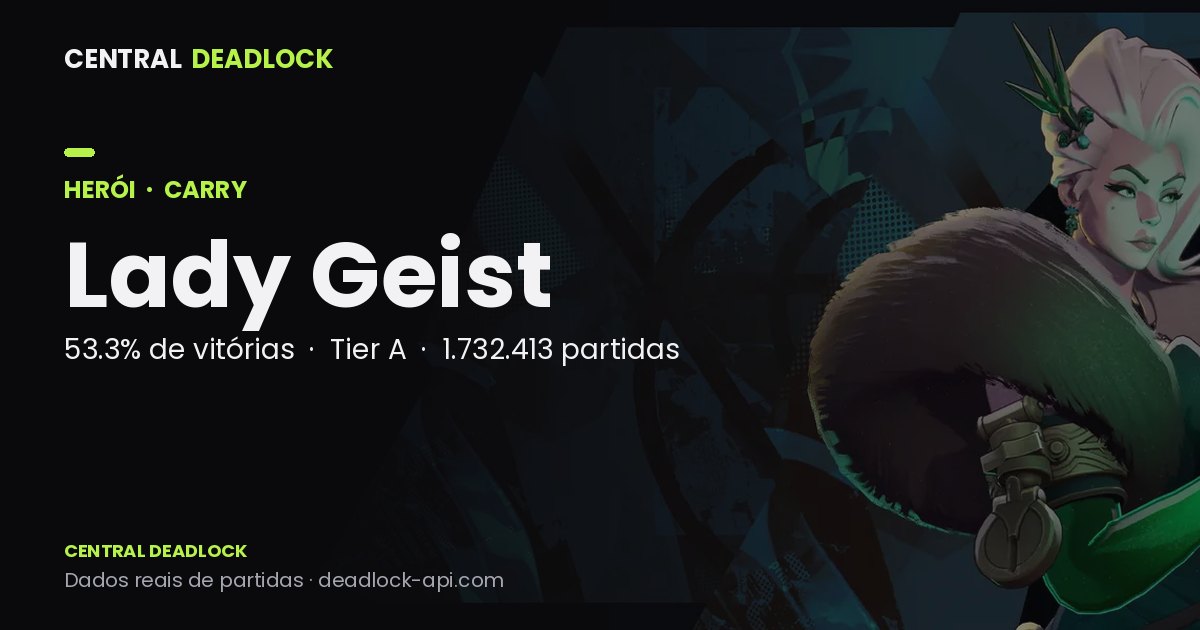 CENTRAL DEADLOCK
HERÓI · CARRY
Lady Geist
53.3% de vitórias · Tier A · 1.732.413 partidas
CENTRAL DEADLOCK
Dados reais de partidas · deadlock-api.com